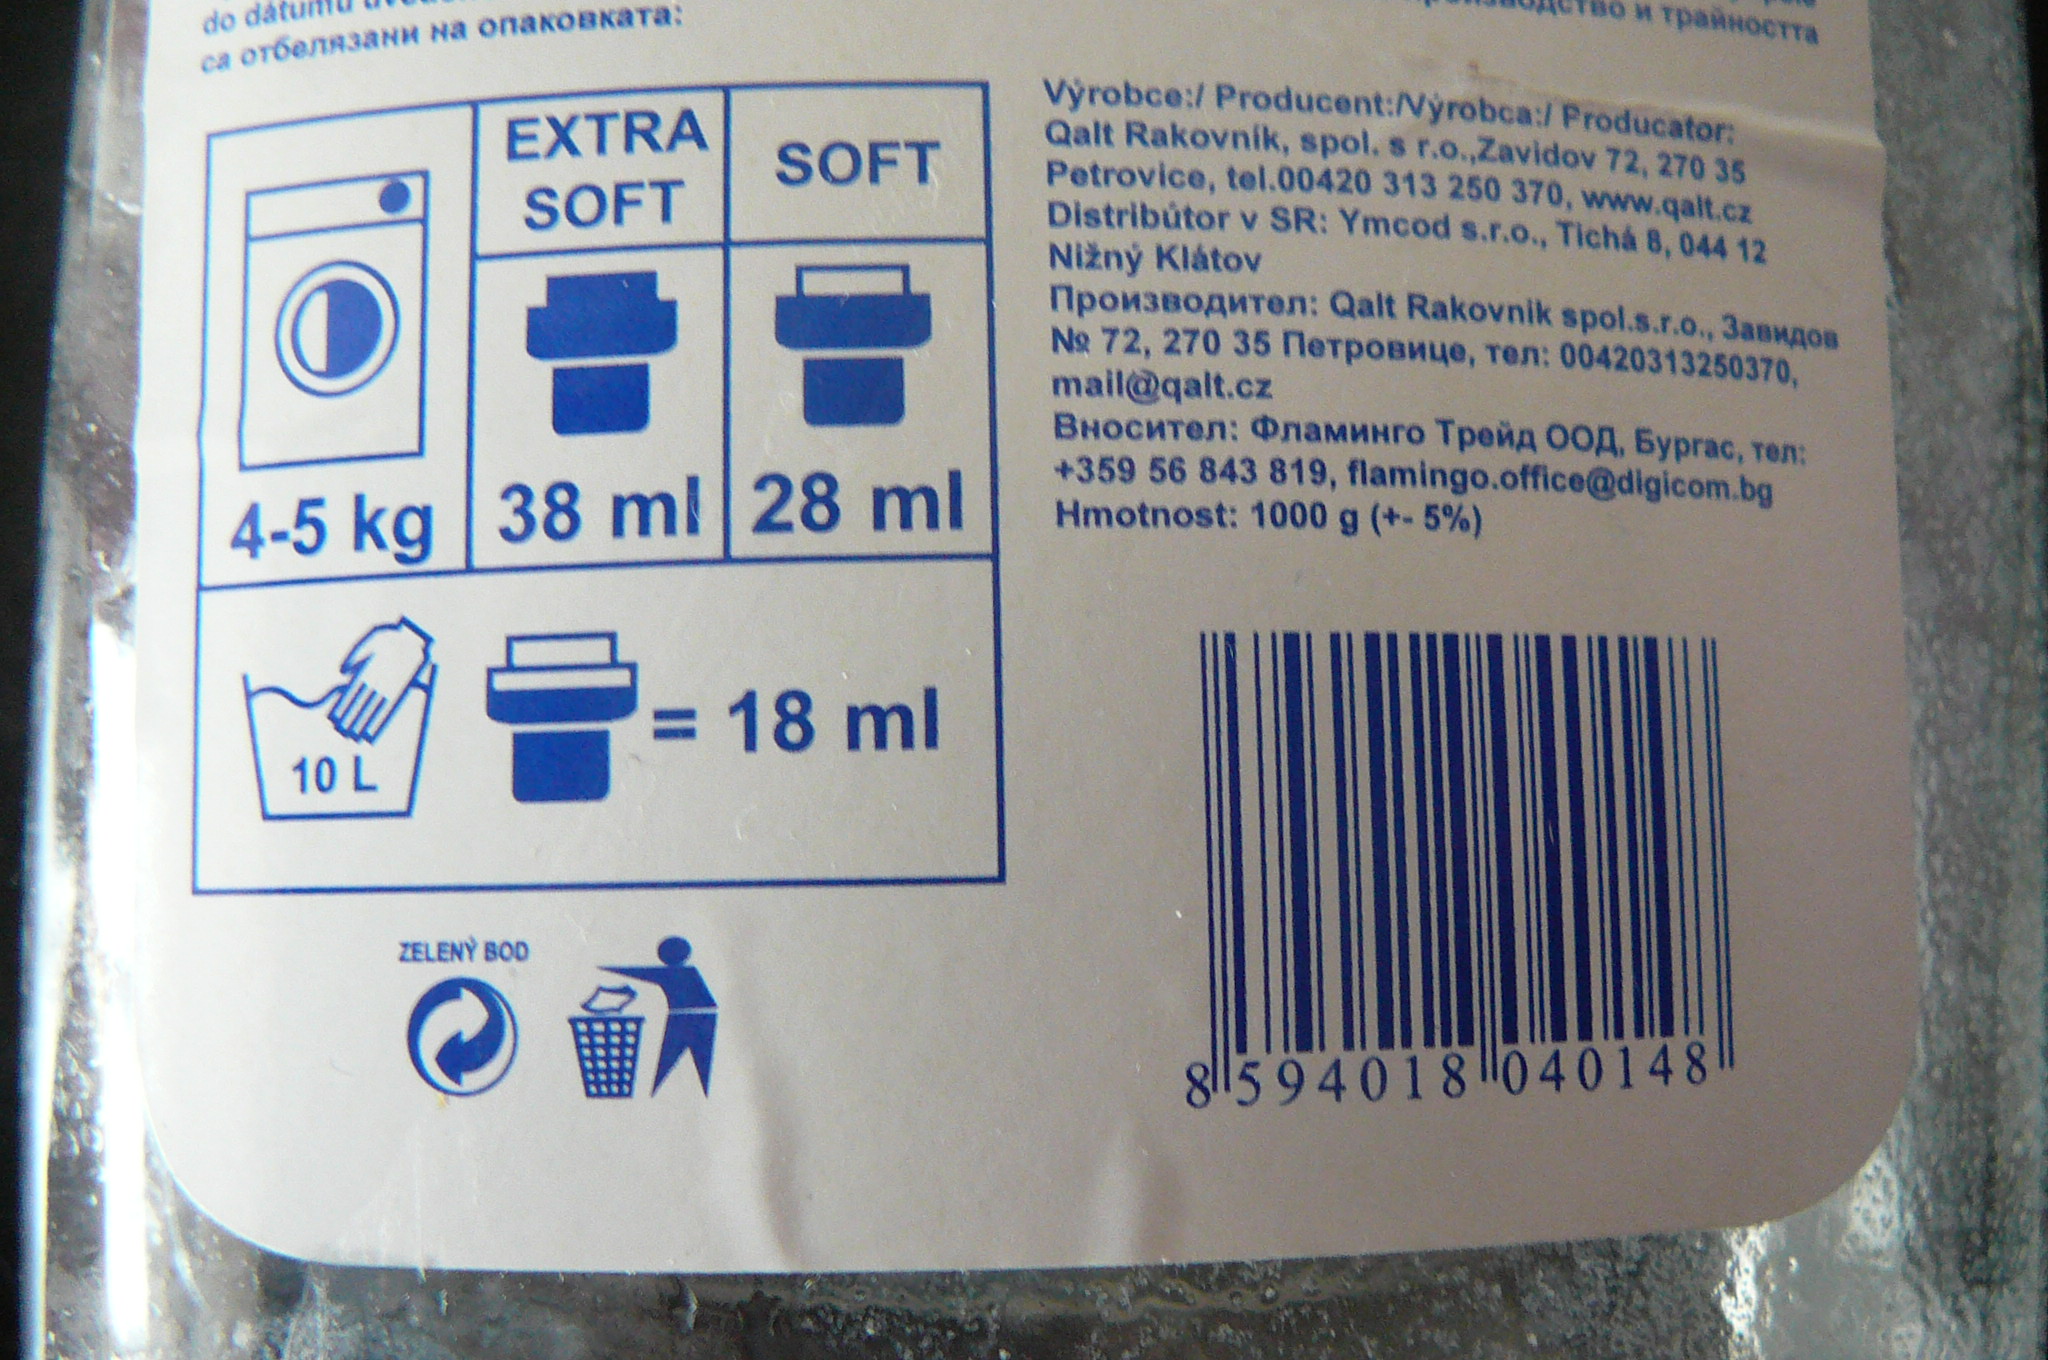 do dátumu
са отбелязани на опаковката:
и трайността
EXTRA
SOFT
SOFT
4-5 kg
38 ml
28 ml
10 L
= 18 ml
ZELENÝ BOD
Výrobce:/ Producent:/Výrobca:/ Producator:
Qalt Rakovník, spol. s r.o.,Zavidov 72, 270 35
Petrovice, tel.00420 313 250 370, www.qalt.cz
Distribútor v SR: Ymcod s.r.o., Tichá 8, 044 12
Nižný Klátov
Производител: Qalt Rakovnik spol.s.r.o., Завидов
№ 72, 270 35 Петровице, тел: 00420313250370,
mail@qalt.cz
Вносител: Фламинго Трейд ООД, Бургас, тел:
+359 56 843 819, flamingo.office@digicom.bg
Hmotnost: 1000 g (+- 5%)
8 594018 040148